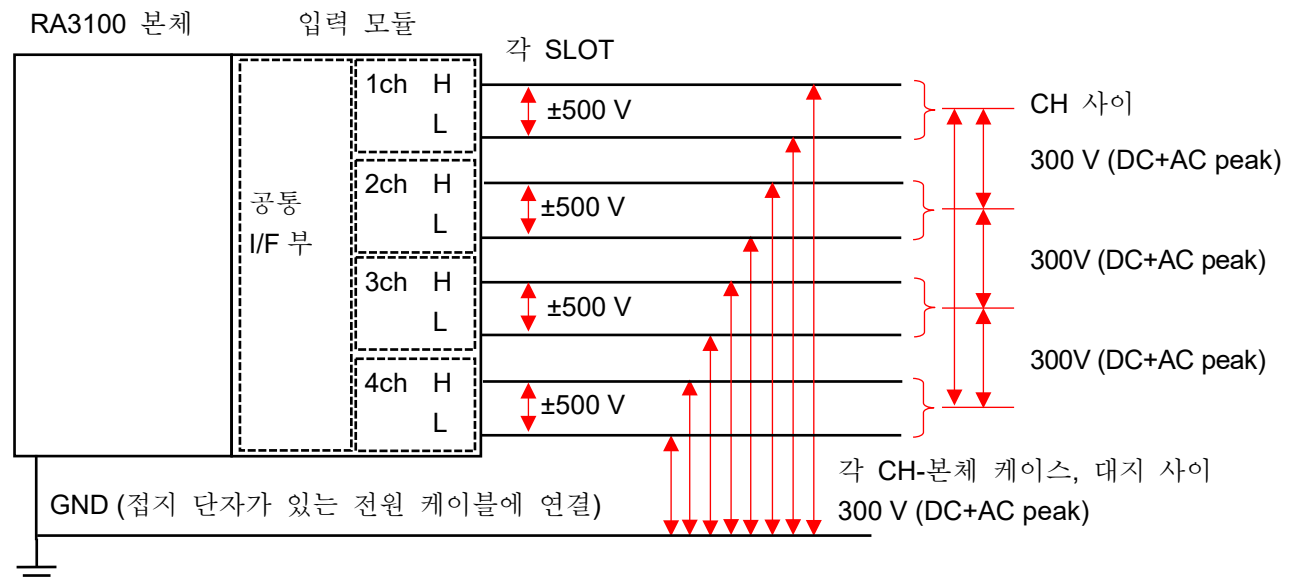 RA3100 본체
입력 모듈
각 SLOT
1ch H
L
±500 V
CH 사이
300 V (DC+AC peak)
2ch H
L
±500 V
공통
I/F 부
300V (DC+AC peak)
3ch H
L
±500 V
300V (DC+AC peak)
4ch H
L
±500 V
각 CH-본체 케이스, 대지 사이
300 V (DC+AC peak)
GND (접지 단자가 있는 전원 케이블에 연결)